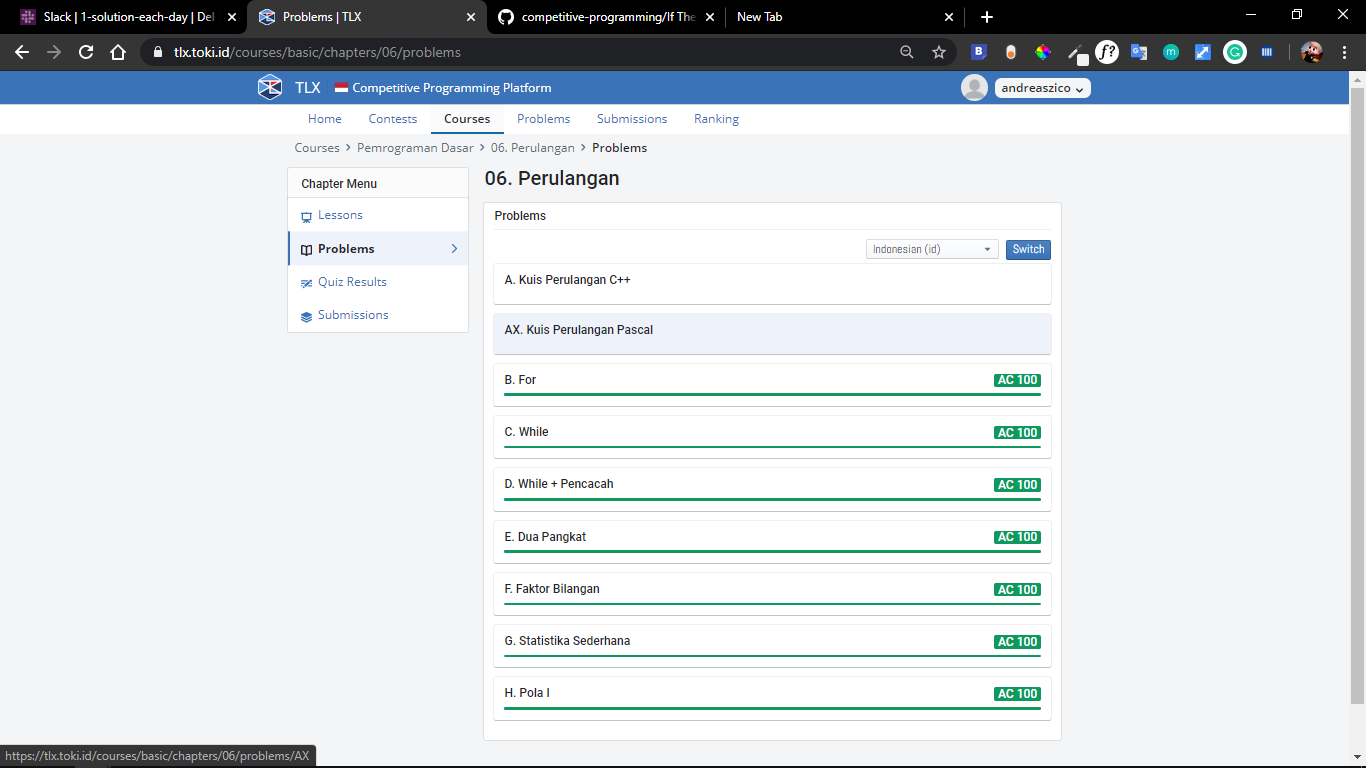 Slack | 1-solution-each-day | Del
Problems | TLX
competitive-programming/If The
New Tab
tlx.toki.id/courses/basic/chapters/06/problems
TLX Competitive Programming Platform
andreaszico
Home Contests Courses Problems Submissions Ranking
Courses > Pemrograman Dasar > 06. Perulangan > Problems
Chapter Menu
Lessons
Problems
Quiz Results
Submissions
06. Perulangan
Problems
Indonesian (id) Switch
A. Kuis Perulangan C++
AX. Kuis Perulangan Pascal
B. For AC 100
C. While AC 100
D. While + Pencacah AC 100
E. Dua Pangkat AC 100
F. Faktor Bilangan AC 100
G. Statistika Sederhana AC 100
H. Pola I AC 100
https://tlx.toki.id/courses/basic/chapters/06/problems/AX